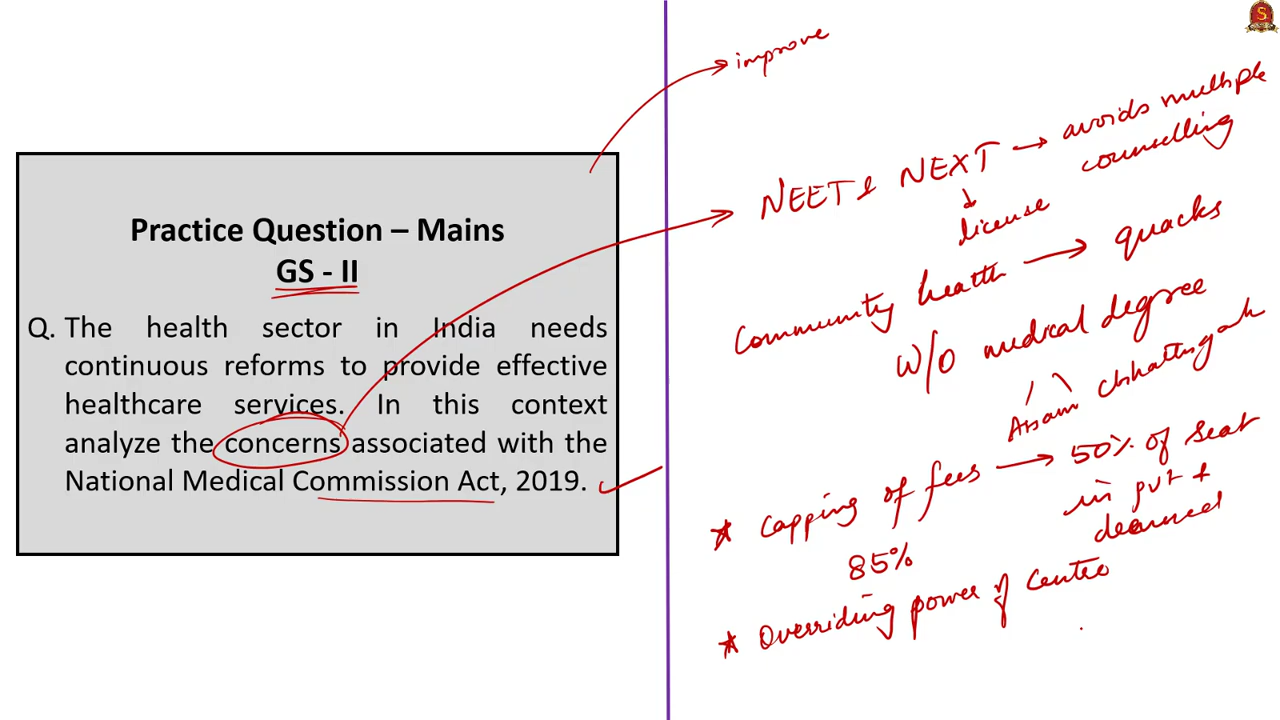 Practice Question – Mains
GS - II
Q. The health sector in India needs
continuous reforms to provide effective
healthcare services. In this context
analyze the concerns associated with the
National Medical Commission Act, 2019.
improve
NEET & NEXT → avoids multiple
counselling
license
Community health → quacks
W/O medical degree
Assam Chhattisgarh
* Capping of fees → 50% of seat
in pvt +
deemed
85%
* Overriding power of Centre
S